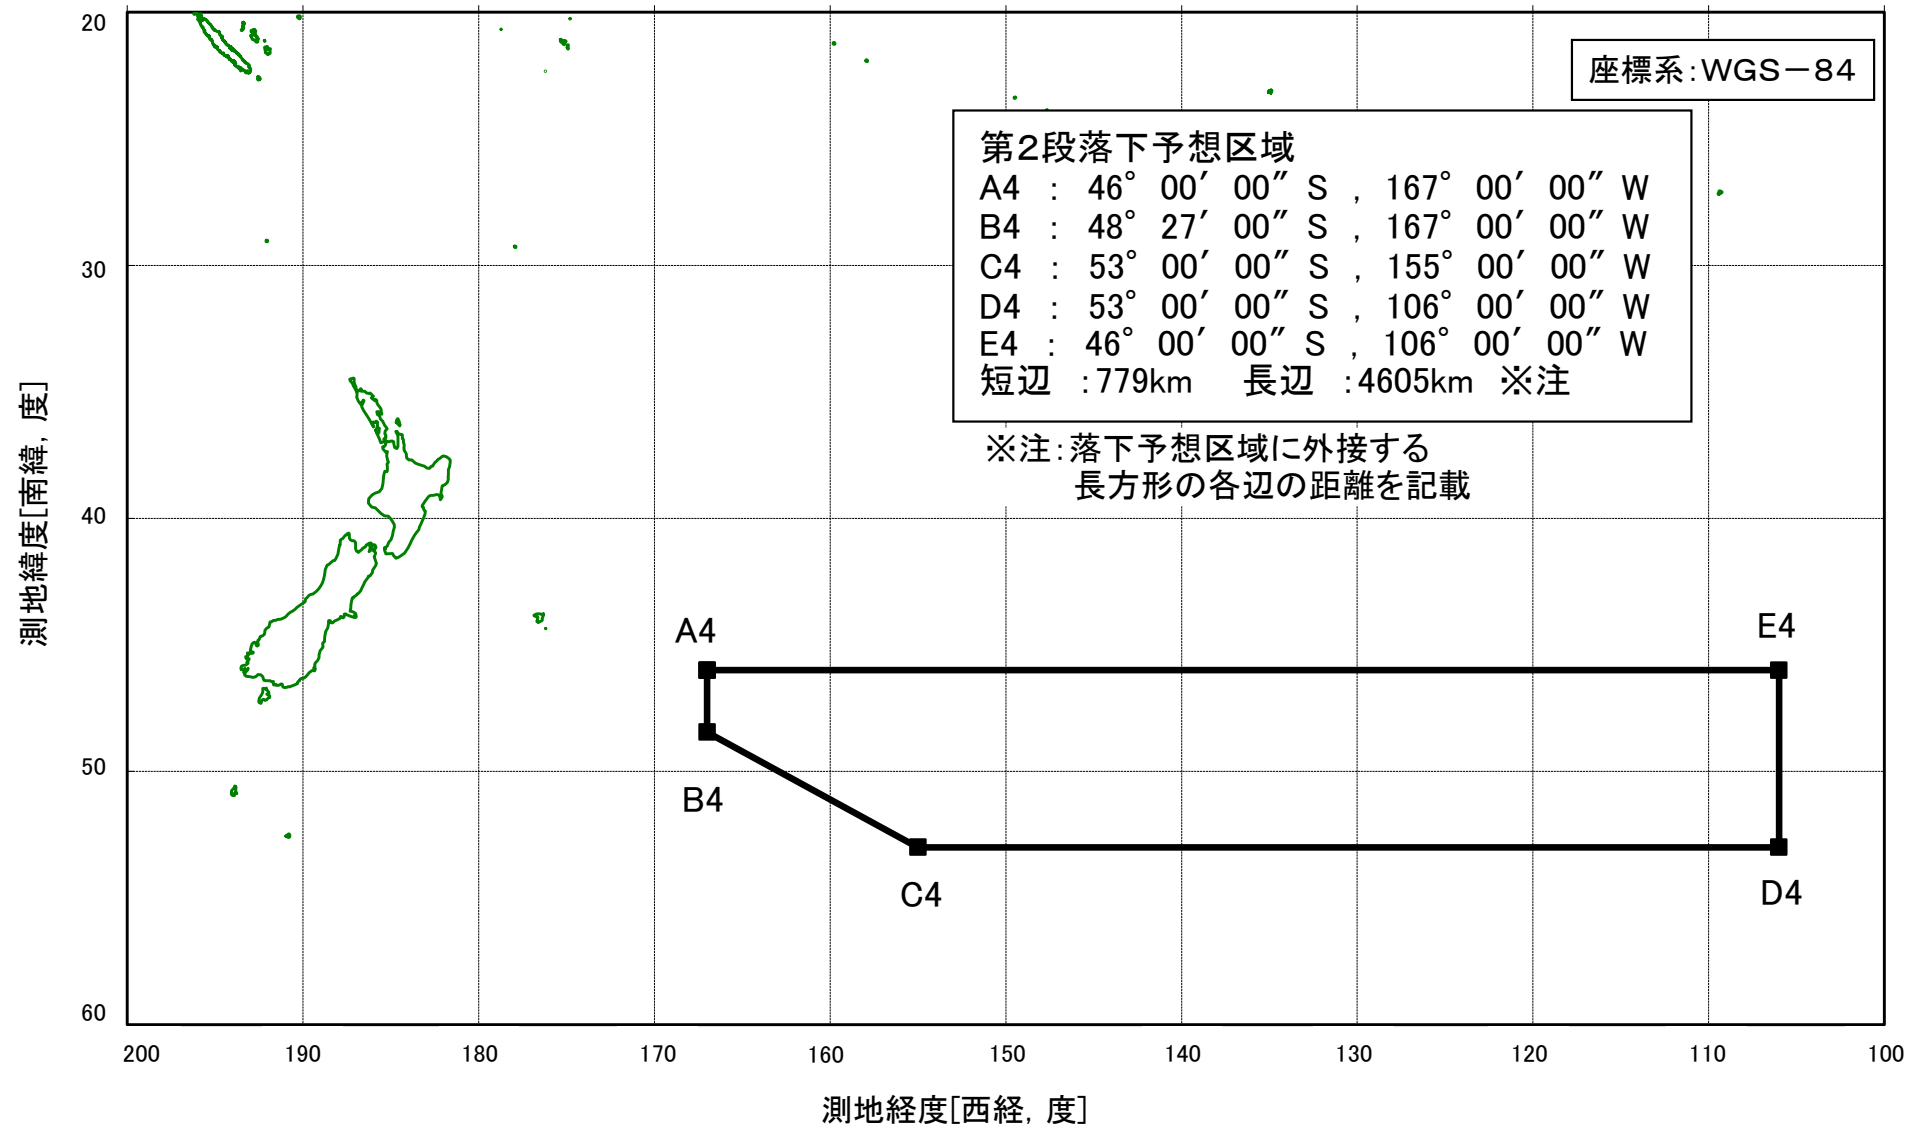 座標系:WGS－84
第２段落下予想区域
A4 : 46° 00′ 00″ S , 167° 00′ 00″ W
B4 : 48° 27′ 00″ S , 167° 00′ 00″ W
C4 : 53° 00′ 00″ S , 155° 00′ 00″ W
D4 : 53° 00′ 00″ S , 106° 00′ 00″ W
E4 : 46° 00′ 00″ S , 106° 00′ 00″ W
短辺 :779km 長辺 :4605km ※注
※注:落下予想区域に外接する
長方形の各辺の距離を記載
測地緯度[南緯, 度]
20
30
40
50
60
A4
E4
B4
C4
D4
200 190 180 170 160 150 140 130 120 110 100
測地経度[西経, 度]